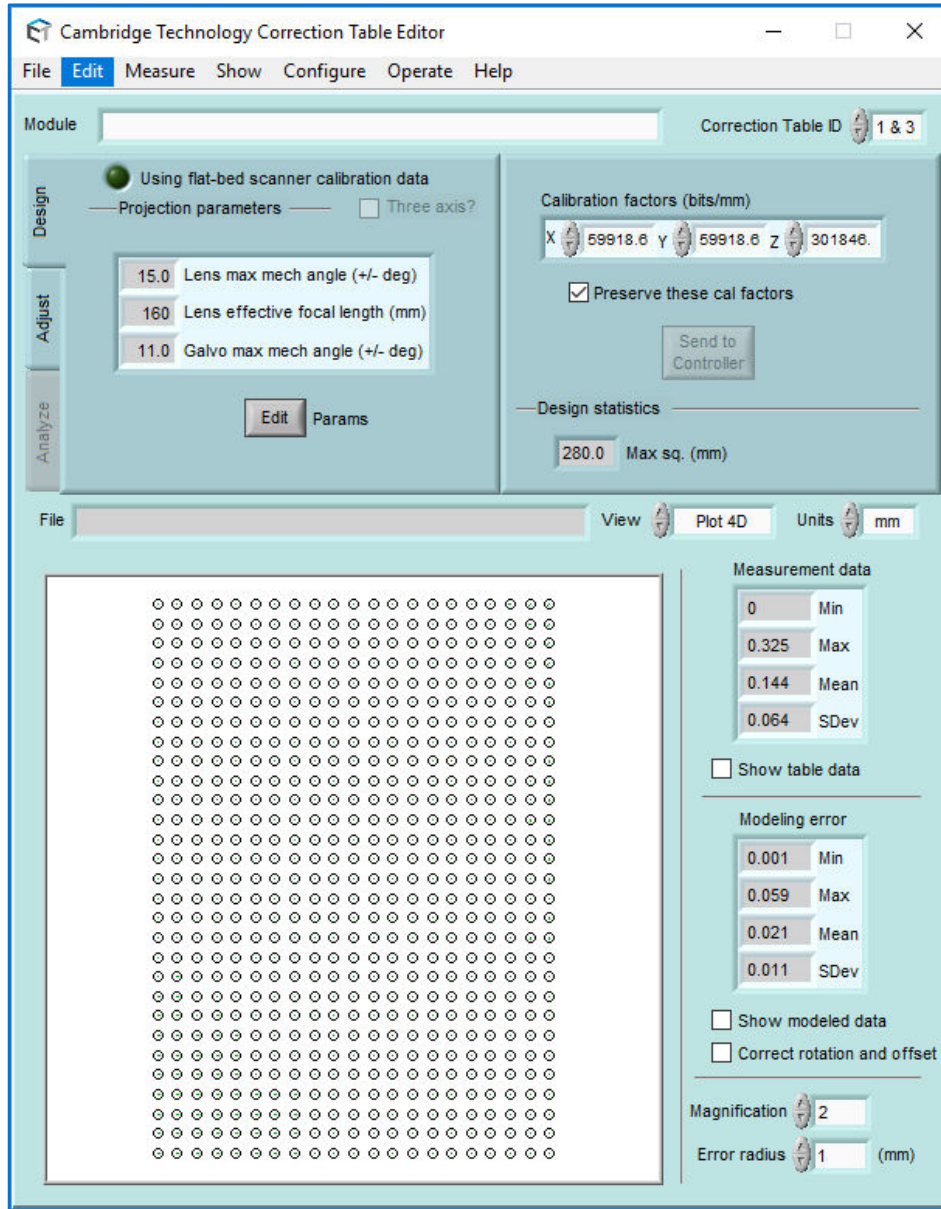 Cambridge Technology Correction Table Editor
File Edit Measure Show Configure Operate Help
Module Correction Table ID 1 & 3
Design
Adjust
Analyze
Using flat-bed scanner calibration data
Projection parameters Three axis?
15.0 Lens max mech angle (+/- deg)
160 Lens effective focal length (mm)
11.0 Galvo max mech angle (+/- deg)
Edit Params
Calibration factors (bits/mm)
X 59918.6 Y 59918.6 Z 301846.
Preserve these cal factors
Send to
Controller
Design statistics
280.0 Max sq. (mm)
File View Plot 4D Units mm
Measurement data
0 Min
0.325 Max
0.144 Mean
0.064 SDev
Show table data
Modeling error
0.001 Min
0.059 Max
0.021 Mean
0.011 SDev
Show modeled data
Correct rotation and offset
Magnification 2
Error radius 1 (mm)